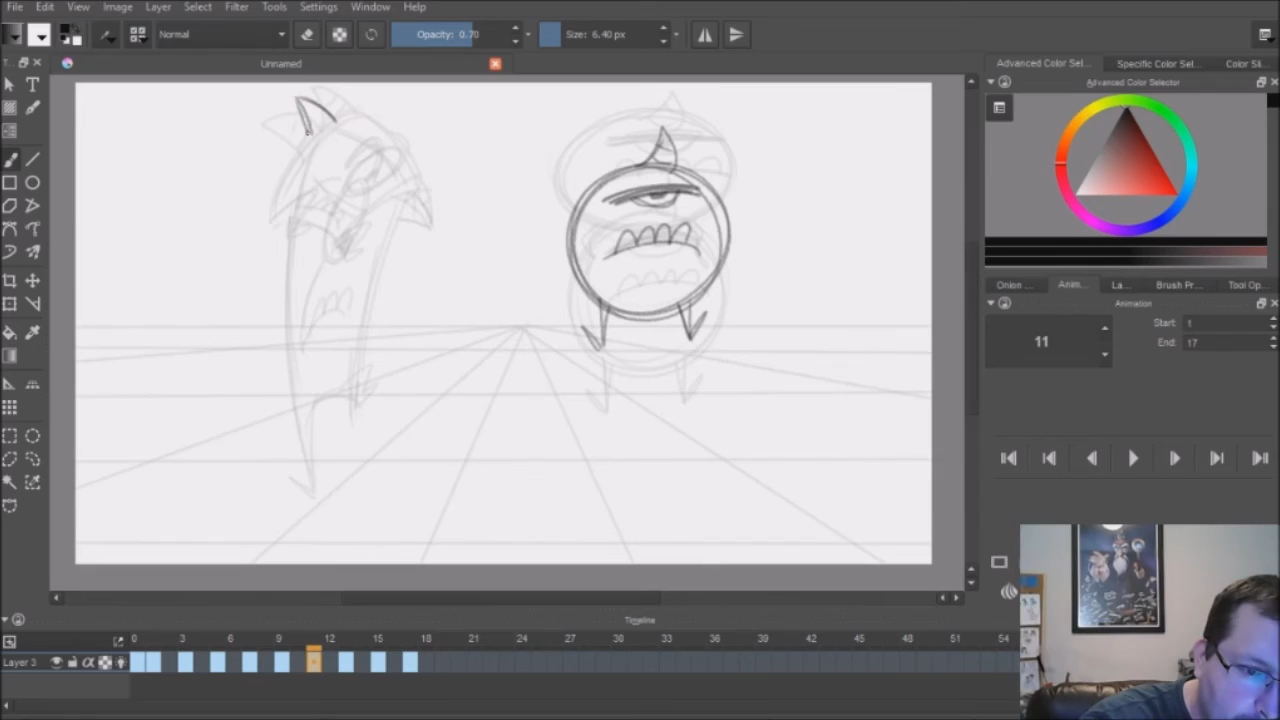 File Edit View Image Layer Select Filter Tools Settings Window Help
Normal Opacity: 0.70 Size: 6.40 px
T... Unnamed Advanced Color Sel... Specific Color Sel... Color Sli...
Advanced Color Selector
Onion ... Anim... La... Brush Pr... Tool Op...
Animation
11 Start: 1
End: 17
Timeline
0 3 6 9 12 15 18 21 24 27 30 33 36 39 42 45 48 51 54
Layer 3